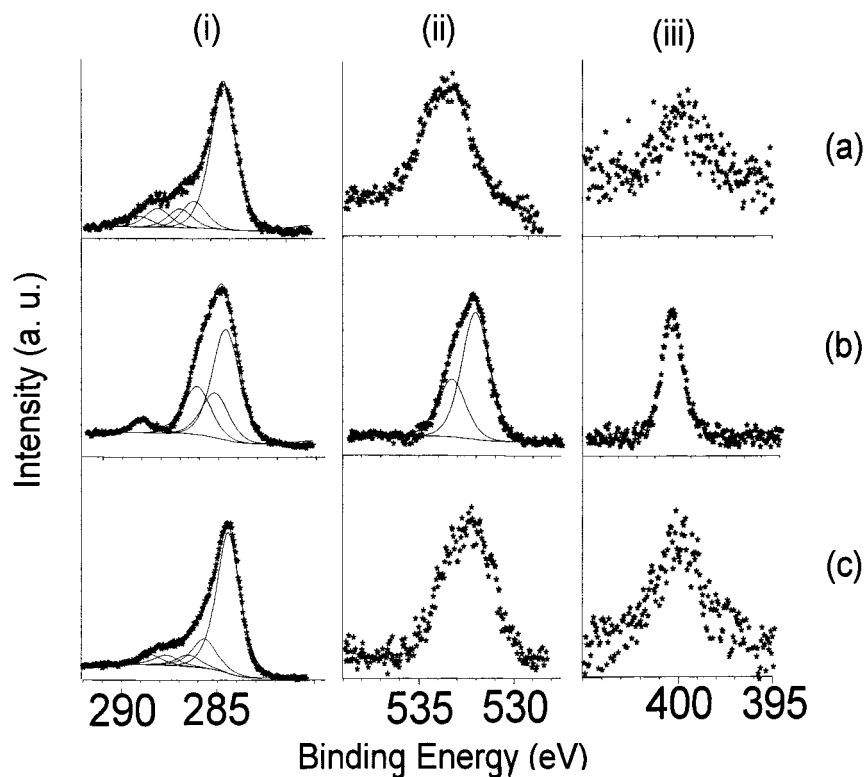 (i) (ii) (iii)
(a)
(b)
(c)
Intensity (a. u.)
290 285 535 530 400 395
Binding Energy (eV)